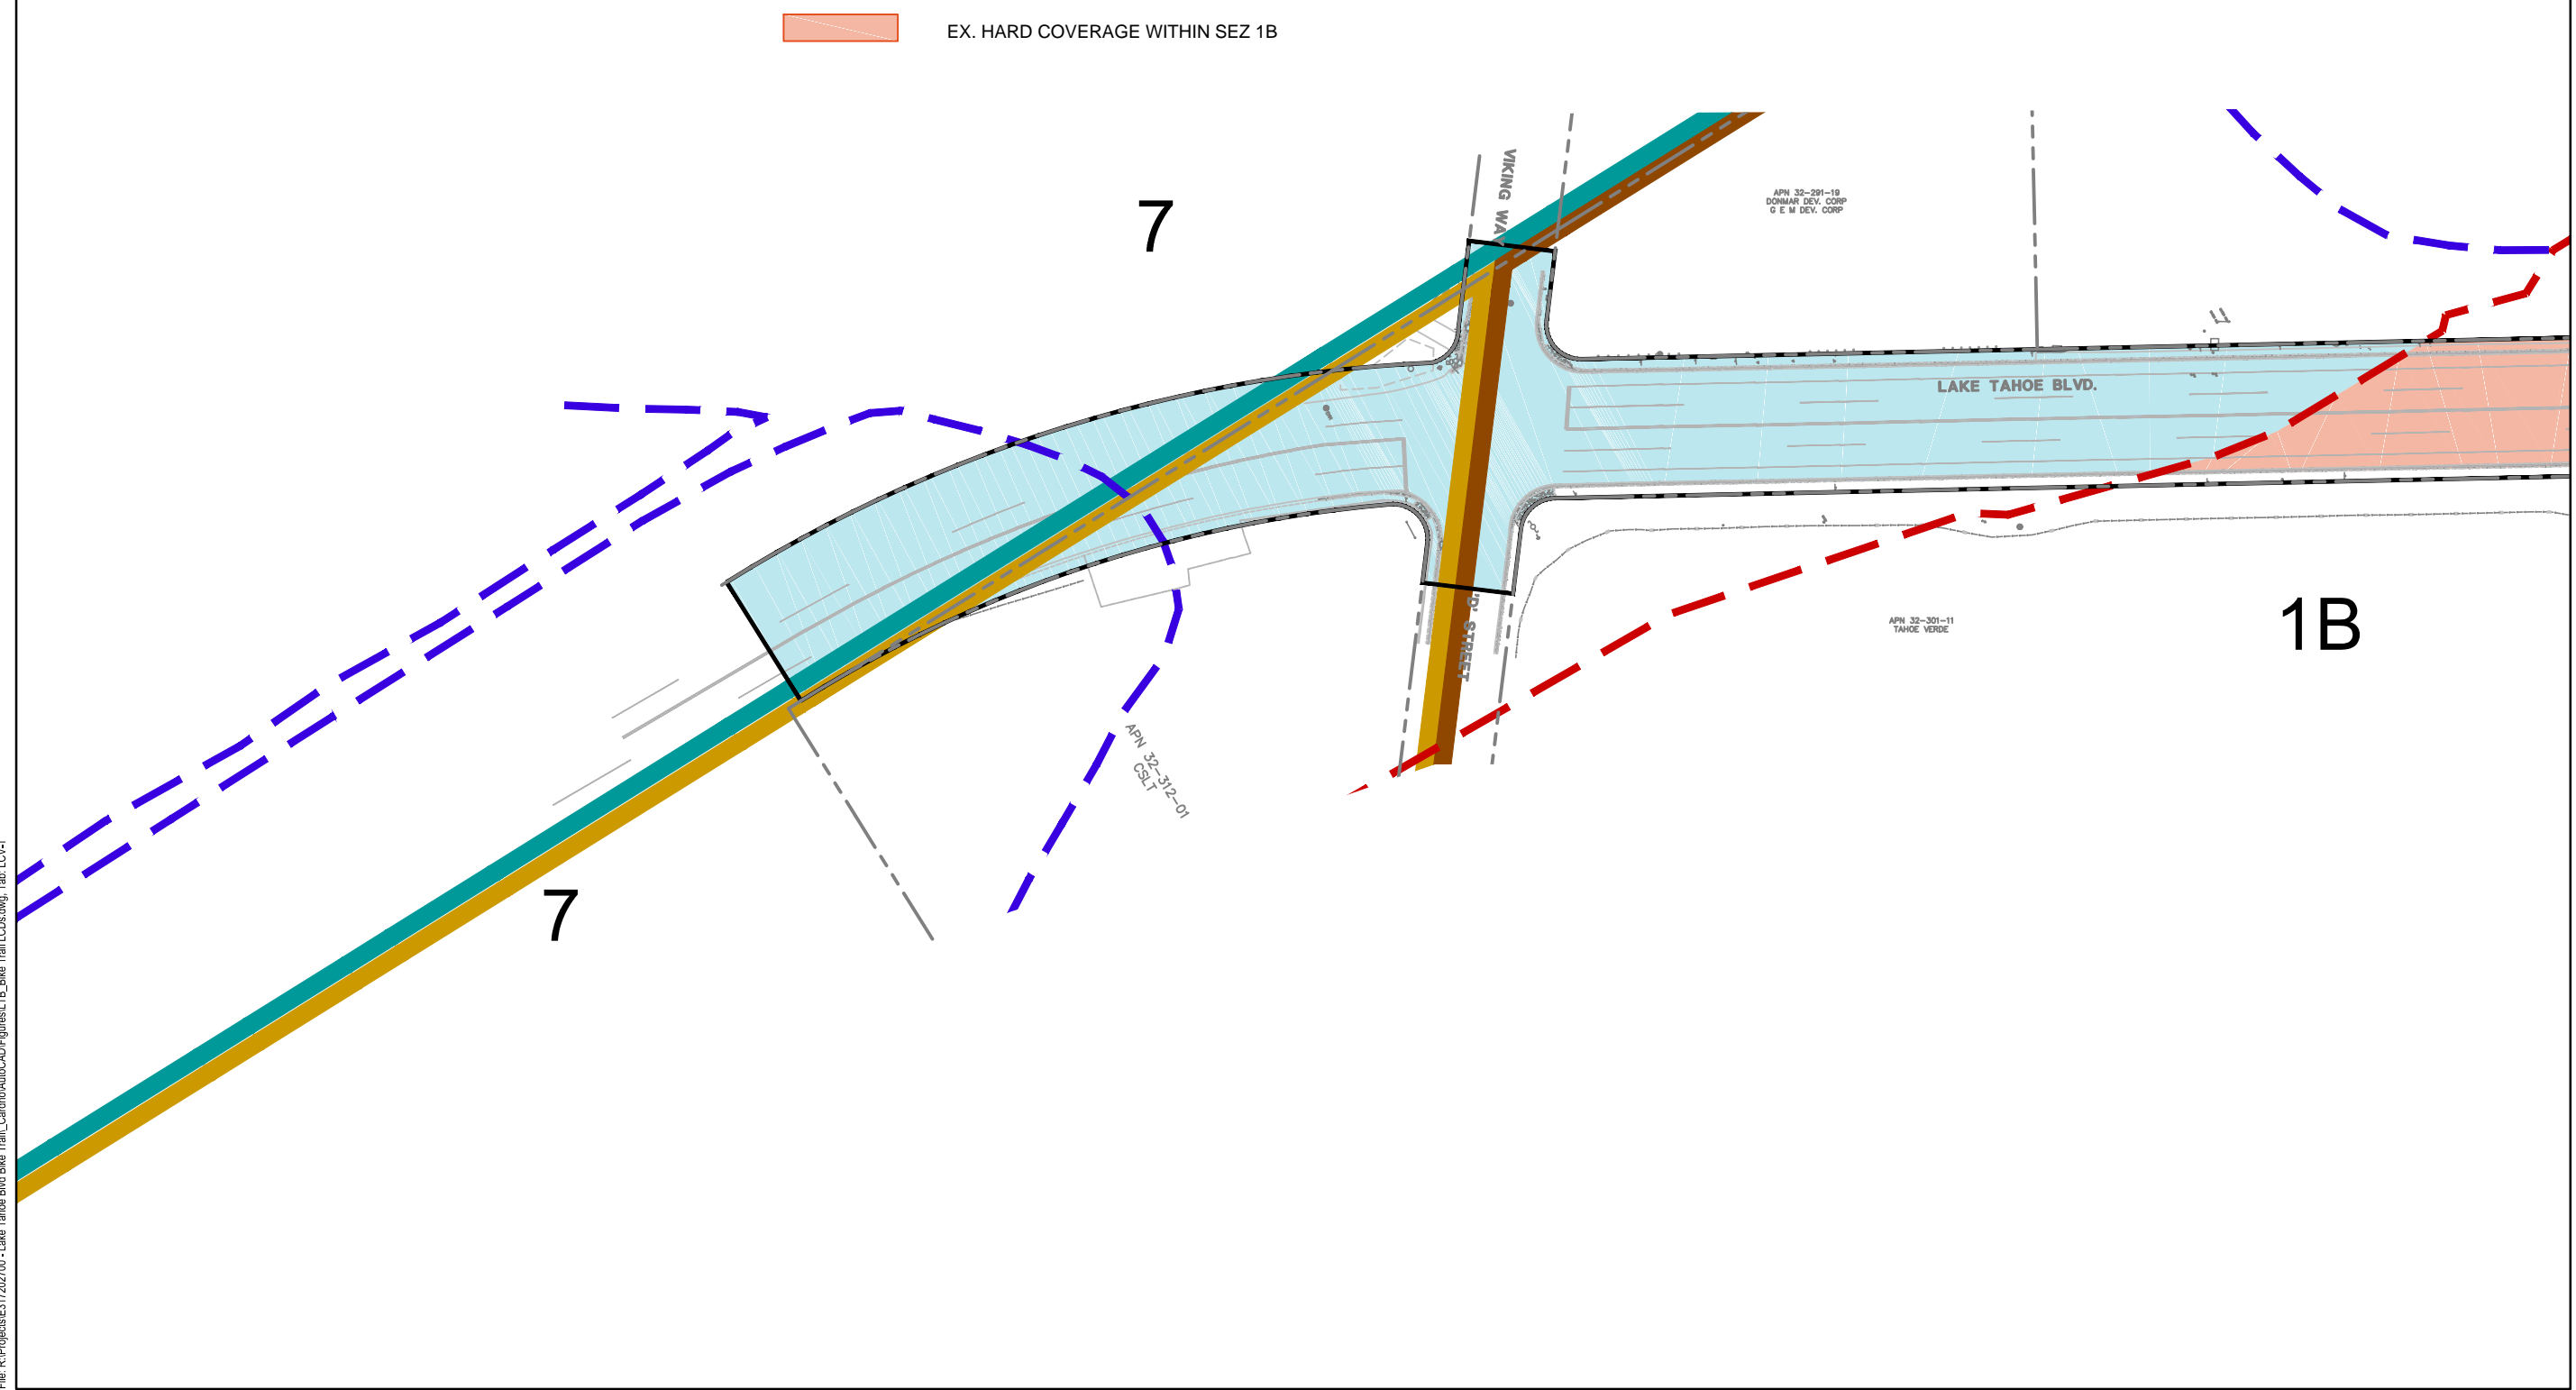 EX. HARD COVERAGE WITHIN SEZ 1B
7
VIKING WA
APN 32-291-19
DONMAR DEV. CORP
G E M DEV. CORP
LAKE TAHOE BLVD.
'D' STREET
APN 32-301-11
TAHOE VERDE
1B
APN 32-312-01
CSLT
7